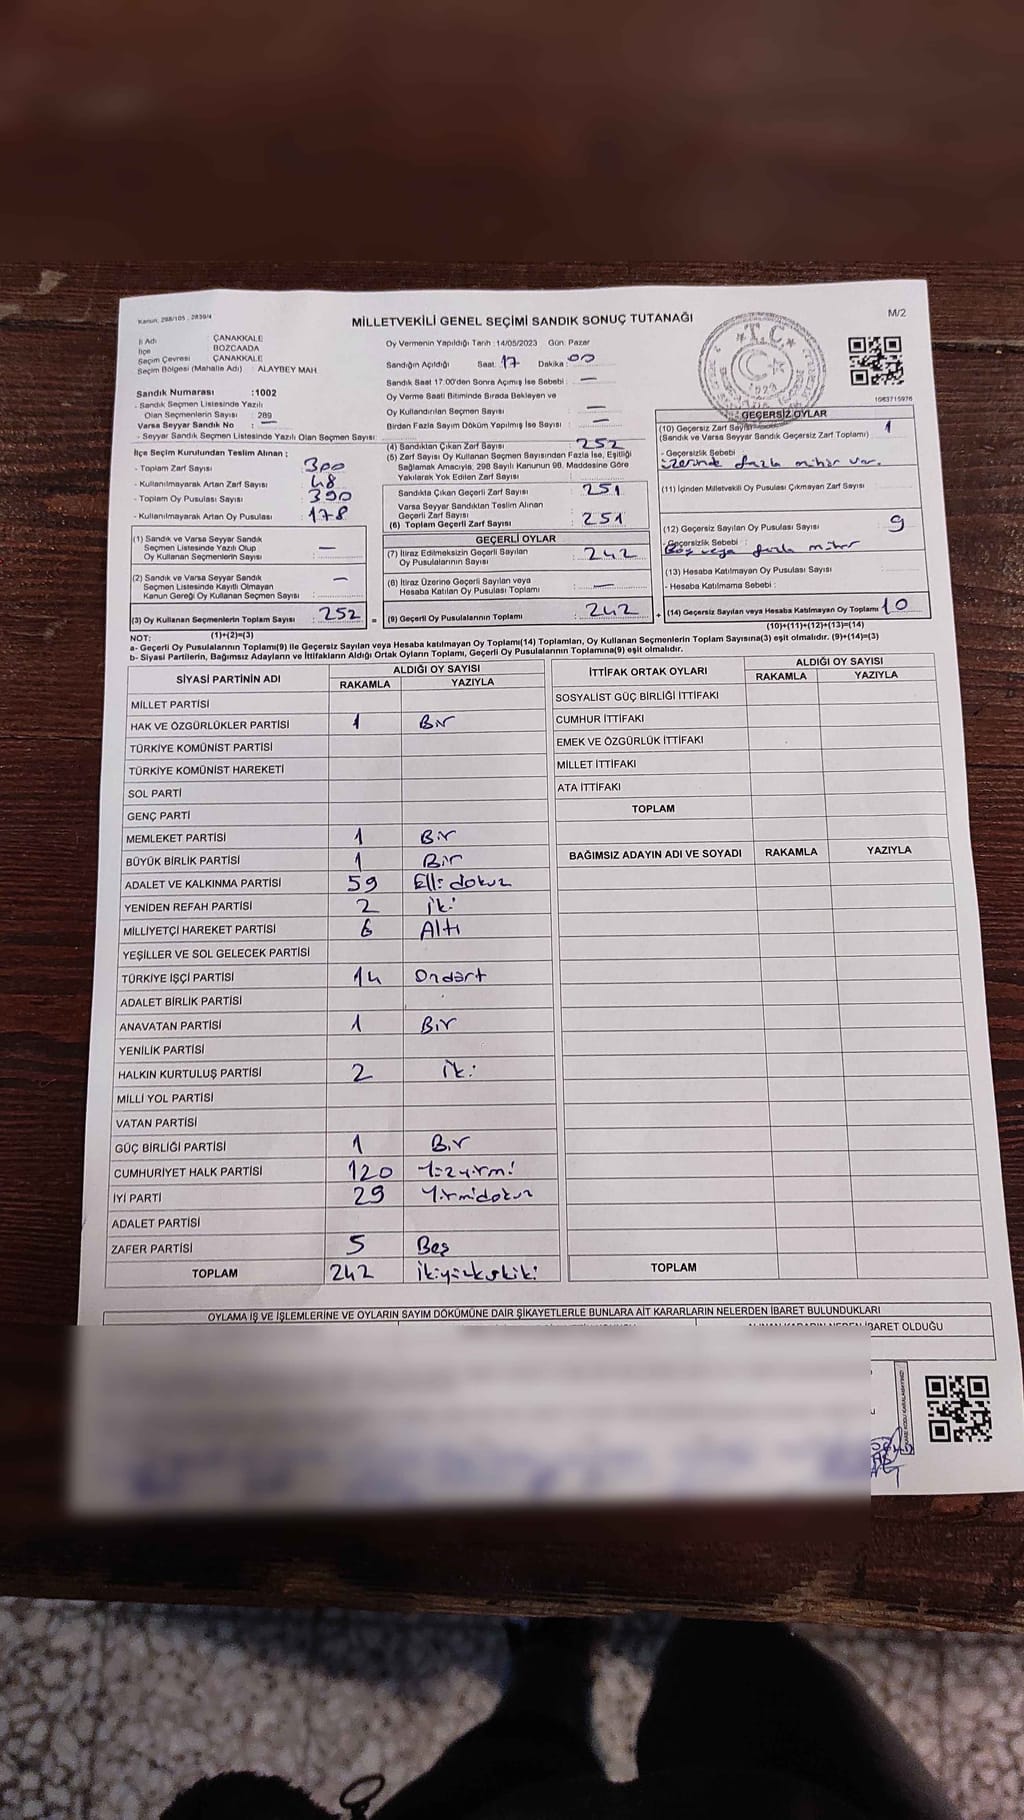 Kanun, 298/105 - 2839/4
MİLLETVEKİLİ GENEL SEÇİMİ SANDIK SONUÇ TUTANAĞI
M/2
İl Adı : ÇANAKKALE
İlçe : BOZCAADA
Seçim Çevresi : ÇANAKKALE
Seçim Bölgesi (Mahalle Adı) : ALAYBEY MAH.
Sandık Numarası :1002
- Sandık Seçmen Listesinde Yazılı
Olan Seçmenlerin Sayısı : 289
Varsa Seyyar Sandık No : —
- Seyyar Sandık Seçmen Listesinde Yazılı Olan Seçmen Sayısı:
İlçe Seçim Kurulundan Teslim Alınan ;
- Toplam Zarf Sayısı : 300
- Kullanılmayarak Artan Zarf Sayısı : 48
- Toplam Oy Pusulası Sayısı : 390
- Kullanılmayarak Artan Oy Pusulası : 178
(1) Sandık ve Varsa Seyyar Sandık
Seçmen Listesinde Yazılı Olup
Oy Kullanan Seçmenlerin Sayısı : —
(2) Sandık ve Varsa Seyyar Sandık
Seçmen Listesinde Kayıtlı Olmayan
Kanun Gereği Oy Kullanan Seçmen Sayısı : —
(3) Oy Kullanan Seçmenlerin Toplam Sayısı : 252 =
(1)+(2)=(3)
Oy Vermenin Yapıldığı Tarih :14/05/2023 Gün: Pazar
Sandığın Açıldığı Saat: 17 Dakika : 00
Sandık Saat 17:00'den Sonra Açımış İse Sebebi : —
Oy Verme Saati Bitiminde Sırada Bekleyen ve
Oy Kullandırılan Seçmen Sayısı : —
Birden Fazla Sayım Döküm Yapılmış İse Sayısı : —
(4) Sandıktan Çıkan Zarf Sayısı : 252
(5) Zarf Sayısı Oy Kullanan Seçmen Sayısından Fazla İse, Eşitliği
Sağlamak Amacıyla, 298 Sayılı Kanunun 98. Maddesine Göre
Yakılarak Yok Edilen Zarf Sayısı :
Sandıkta Çıkan Geçerli Zarf Sayısı : 251
Varsa Seyyar Sandıktan Teslim Alınan
Geçerli Zarf Sayısı
(6) Toplam Geçerli Zarf Sayısı : 251
GEÇERLİ OYLAR
(7) İtiraz Edilmeksizin Geçerli Sayılan
Oy Pusulalarının Sayısı : 242
(8) İtiraz Üzerine Geçerli Sayılan veya
Hesaba Katılan Oy Pusulası Toplamı : —
(9) Geçerli Oy Pusulalarının Toplamı : 242 +
T.C.
1923
1063715976
GEÇERSİZ OYLAR
(10) Geçersiz Zarf Sayısı : 1
(Sandık ve Varsa Seyyar Sandık Geçersiz Zarf Toplamı)
- Geçersizlik Sebebi :
üzerinde fazla mühür var.
(11) İçinden Milletvekili Oy Pusulası Çıkmayan Zarf Sayısı
(12) Geçersiz Sayılan Oy Pusulası Sayısı : 9
-Geçersizlik Sebebi :
Boş veya fazla mühür
(13) Hesaba Katılmayan Oy Pusulası Sayısı :
- Hesaba Katılmama Sebebi :
(14) Geçersiz Sayılan veya Hesaba Katılmayan Oy Toplamı : 10
(10)+(11)+(12)+(13)=(14)
NOT:
a- Geçerli Oy Pusulalarının Toplamı(9) ile Geçersiz Sayılan veya Hesaba katılmayan Oy Toplamı(14) Toplamları, Oy Kullanan Seçmenlerin Toplam Sayısına(3) eşit olmalıdır. (9)+(14)=(3)
b- Siyasi Partilerin, Bağımsız Adayların ve İttifakların Aldığı Ortak Oyların Toplamı, Geçerli Oy Pusulalarının Toplamına(9) eşit olmalıdır.
SİYASİ PARTİNİN ADI ALDIĞI OY SAYISI
RAKAMLA YAZIYLA
MİLLET PARTİSİ
HAK VE ÖZGÜRLÜKLER PARTİSİ 1 Bir
TÜRKİYE KOMÜNİST PARTİSİ
TÜRKİYE KOMÜNİST HAREKETİ
SOL PARTİ
GENÇ PARTİ
MEMLEKET PARTİSİ 1 Bir
BÜYÜK BİRLİK PARTİSİ 1 Bir
ADALET VE KALKINMA PARTİSİ 59 Elli dokuz
YENİDEN REFAH PARTİSİ 2 İki
MİLLİYETÇİ HAREKET PARTİSİ 6 Altı
YEŞİLLER VE SOL GELECEK PARTİSİ
TÜRKİYE İŞÇİ PARTİSİ 14 Ondört
ADALET BİRLİK PARTİSİ
ANAVATAN PARTİSİ 1 Bir
YENİLİK PARTİSİ
HALKIN KURTULUŞ PARTİSİ 2 İki
MİLLİ YOL PARTİSİ
VATAN PARTİSİ
GÜÇ BİRLİĞİ PARTİSİ 1 Bir
CUMHURİYET HALK PARTİSİ 120 Yüzyirmi
İYİ PARTİ 29 Yirmidokuz
ADALET PARTİSİ
ZAFER PARTİSİ 5 Beş
TOPLAM 242 İkiyüzkırkiki
İTTİFAK ORTAK OYLARI ALDIĞI OY SAYISI
RAKAMLA YAZIYLA
SOSYALİST GÜÇ BİRLİĞİ İTTİFAKI
CUMHUR İTTİFAKI
EMEK VE ÖZGÜRLÜK İTTİFAKI
MİLLET İTTİFAKI
ATA İTTİFAKI
TOPLAM
BAĞIMSIZ ADAYIN ADI VE SOYADI RAKAMLA YAZIYLA
TOPLAM
OYLAMA İŞ VE İŞLEMLERİNE VE OYLARIN SAYIM DÖKÜMÜNE DAİR ŞİKAYETLERLE BUNLARA AİT KARARLARIN NELERDEN İBARET BULUNDUKLARI
İBARET OLDUĞU